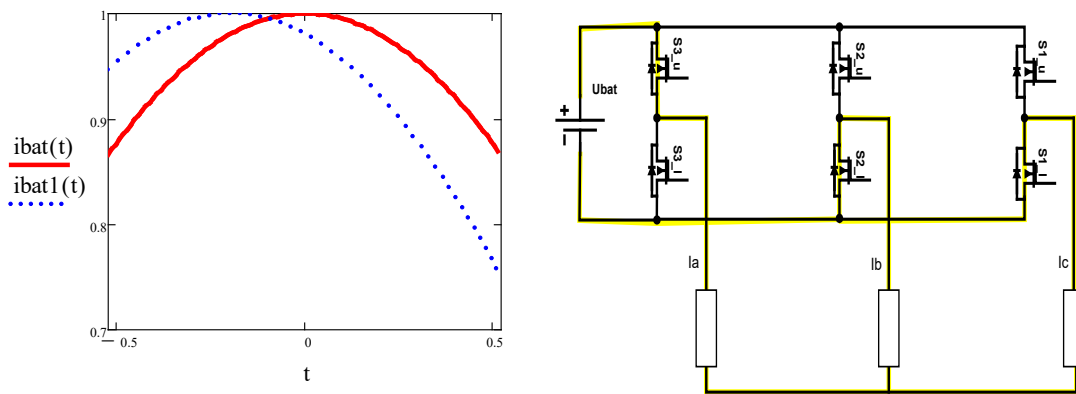 1
0.9
ibat(t)
ibat1(t)
0.8
0.7
− 0.5
0
0.5
t
S3_u
S2_u
S1_u
Ubat
+
−
S3_l
S2_l
S1_l
Ia
Ib
Ic